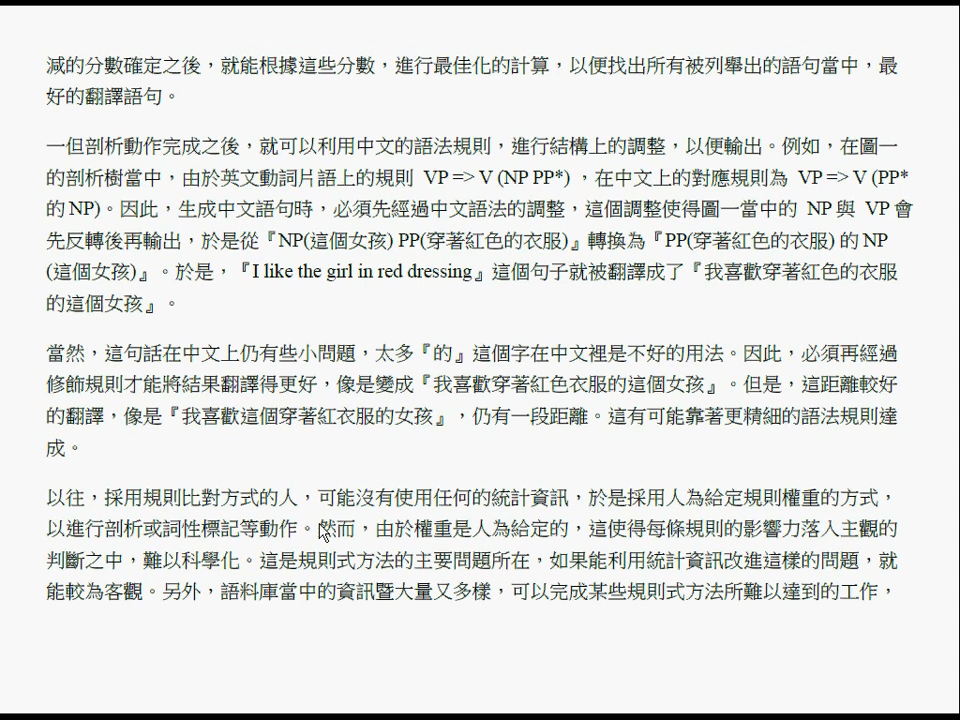 減的分數確定之後，就能根據這些分數，進行最佳化的計算，以便找出所有被列舉出的語句當中，最
好的翻譯語句。
一但剖析動作完成之後，就可以利用中文的語法規則，進行結構上的調整，以便輸出。例如，在圖一
的剖析樹當中，由於英文動詞片語上的規則 VP => V (NP PP*) ，在中文上的對應規則為 VP => V (PP*
的 NP)。因此，生成中文語句時，必須先經過中文語法的調整，這個調整使得圖一當中的 NP 與 VP 會
先反轉後再輸出，於是從『NP(這個女孩) PP(穿著紅色的衣服)』轉換為『PP(穿著紅色的衣服) 的 NP
(這個女孩)』。於是，『I like the girl in red dressing』這個句子就被翻譯成了『我喜歡穿著紅色的衣服
的這個女孩』。
當然，這句話在中文上仍有些小問題，太多『的』這個字在中文裡是不好的用法。因此，必須再經過
修飾規則才能將結果翻譯得更好，像是變成『我喜歡穿著紅色衣服的這個女孩』。但是，這距離較好
的翻譯，像是『我喜歡這個穿著紅衣服的女孩』，仍有一段距離。這有可能靠著更精細的語法規則達
成。
以往，採用規則比對方式的人，可能沒有使用任何的統計資訊，於是採用人為給定規則權重的方式，
以進行剖析或詞性標記等動作。然而，由於權重是人為給定的，這使得每條規則的影響力落入主觀的
判斷之中，難以科學化。這是規則式方法的主要問題所在，如果能利用統計資訊改進這樣的問題，就
能較為客觀。另外，語料庫當中的資訊暨大量又多樣，可以完成某些規則式方法所難以達到的工作，